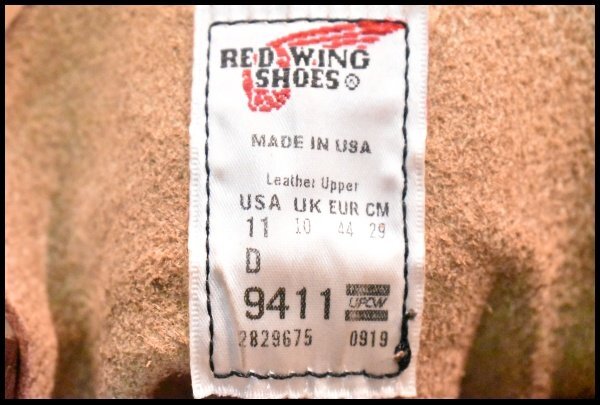 RED WING
SHOES ®
MADE IN USA
Leather Upper
USA UK EUR CM
11 10 44 29
D
9411 UFCW
2829675 0919